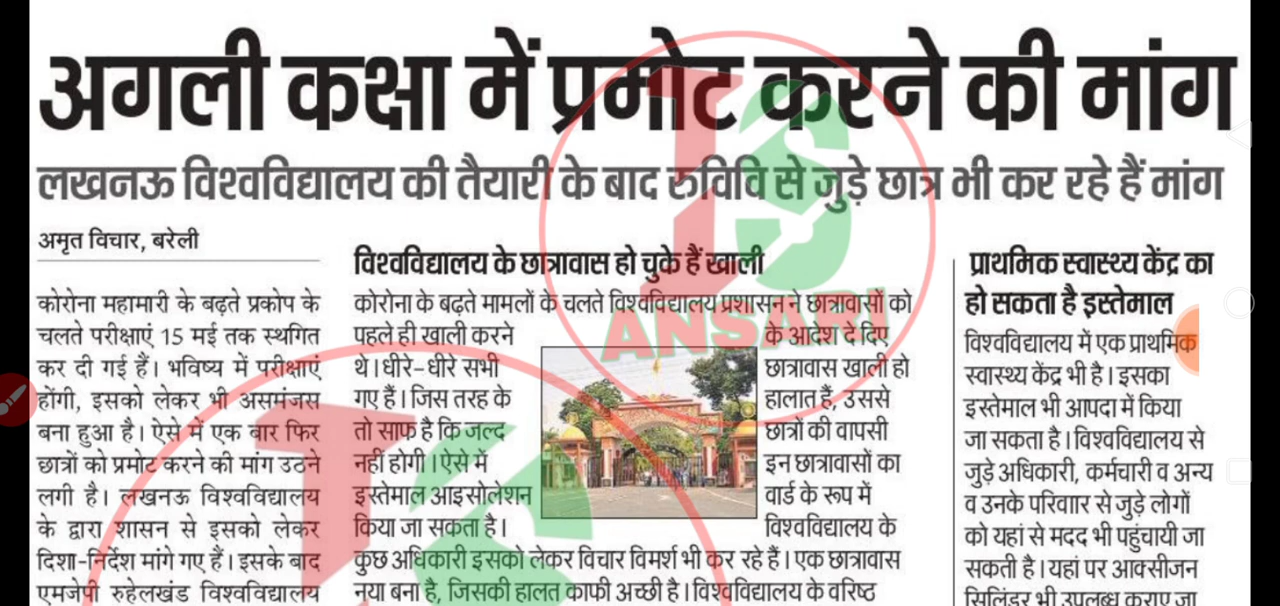 अगली कक्षा में प्रमोट करने की मांग
लखनऊ विश्वविद्यालय की तैयारी के बाद रुविवि से जुड़े छात्र भी कर रहे हैं मांग
अमृत विचार, बरेली
कोरोना महामारी के बढ़ते प्रकोप के
चलते परीक्षाएं 15 मई तक स्थगित
कर दी गई हैं। भविष्य में परीक्षाएं
होंगी, इसको लेकर भी असमंजस
बना हुआ है। ऐसे में एक बार फिर
छात्रों को प्रमोट करने की मांग उठने
लगी है। लखनऊ विश्वविद्यालय
के द्वारा शासन से इसको लेकर
दिशा-निर्देश मांगे गए हैं। इसके बाद
एमजेपी रुहेलखंड विश्वविद्यालय
विश्वविद्यालय के छात्रावास हो चुके हैं खाली
कोरोना के बढ़ते मामलों के चलते विश्वविद्यालय प्रशासन ने छात्रावासों को
पहले ही खाली करने के आदेश दे दिए
थे। धीरे-धीरे सभी छात्रावास खाली हो
गए हैं। जिस तरह के हालात हैं, उससे
तो साफ है कि जल्द छात्रों की वापसी
नहीं होगी। ऐसे में इन छात्रावासों का
इस्तेमाल आइसोलेशन वार्ड के रूप में
किया जा सकता है। विश्वविद्यालय के
कुछ अधिकारी इसको लेकर विचार विमर्श भी कर रहे हैं। एक छात्रावास
नया बना है, जिसकी हालत काफी अच्छी है। विश्वविद्यालय के वरिष्ठ
प्राथमिक स्वास्थ्य केंद्र का
हो सकता है इस्तेमाल
विश्वविद्यालय में एक प्राथमिक
स्वास्थ्य केंद्र भी है। इसका
इस्तेमाल भी आपदा में किया
जा सकता है। विश्वविद्यालय से
जुड़े अधिकारी, कर्मचारी व अन्य
व उनके परिवाार से जुड़े लोगों
को यहां से मदद भी पहुंचायी जा
सकती है। यहां पर आक्सीजन
सिलिंडर भी उपलब्ध कराए जा
ANSARI